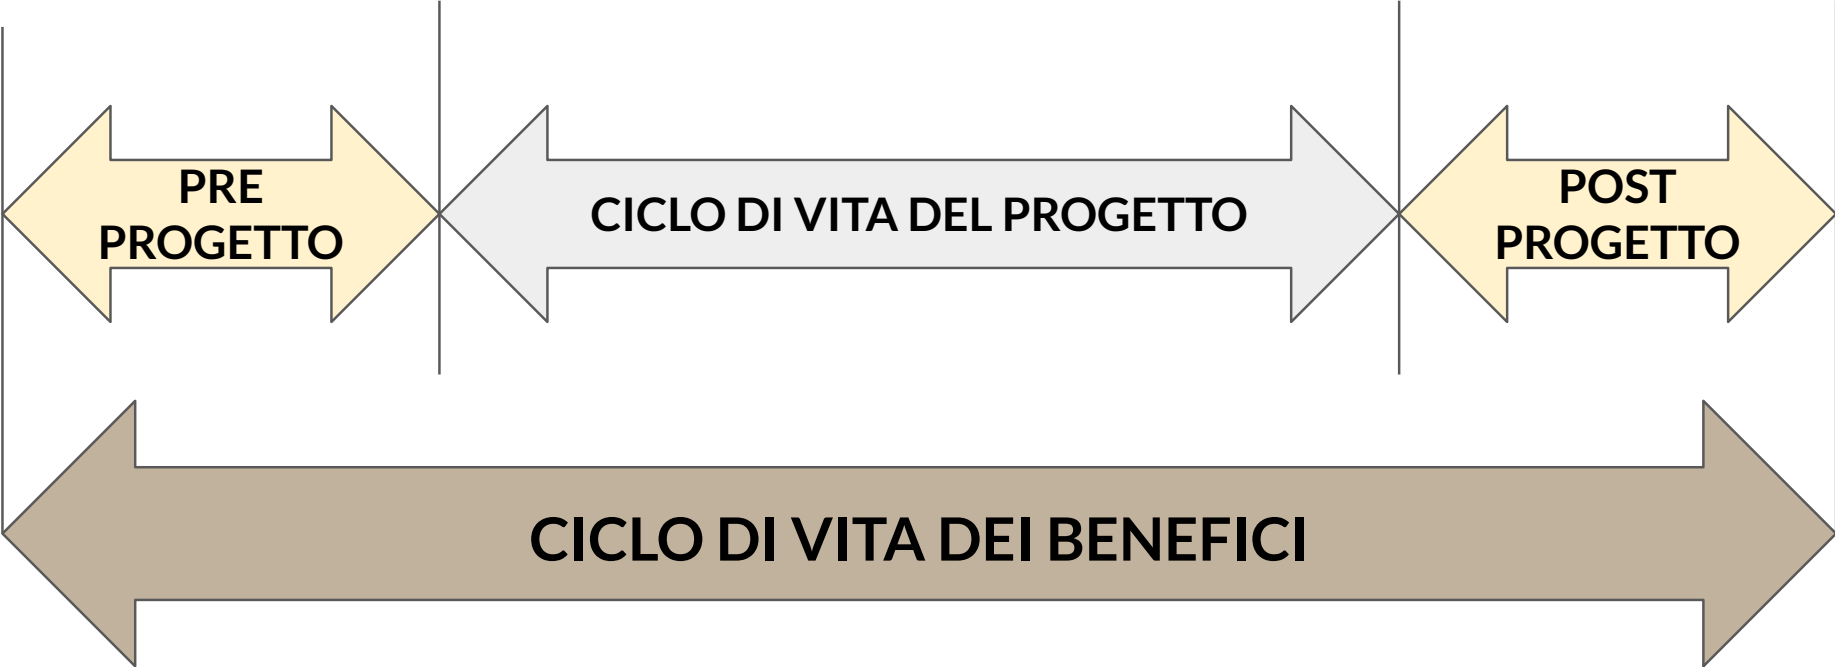 PRE
PROGETTO
CICLO DI VITA DEL PROGETTO
POST
PROGETTO
CICLO DI VITA DEI BENEFICI